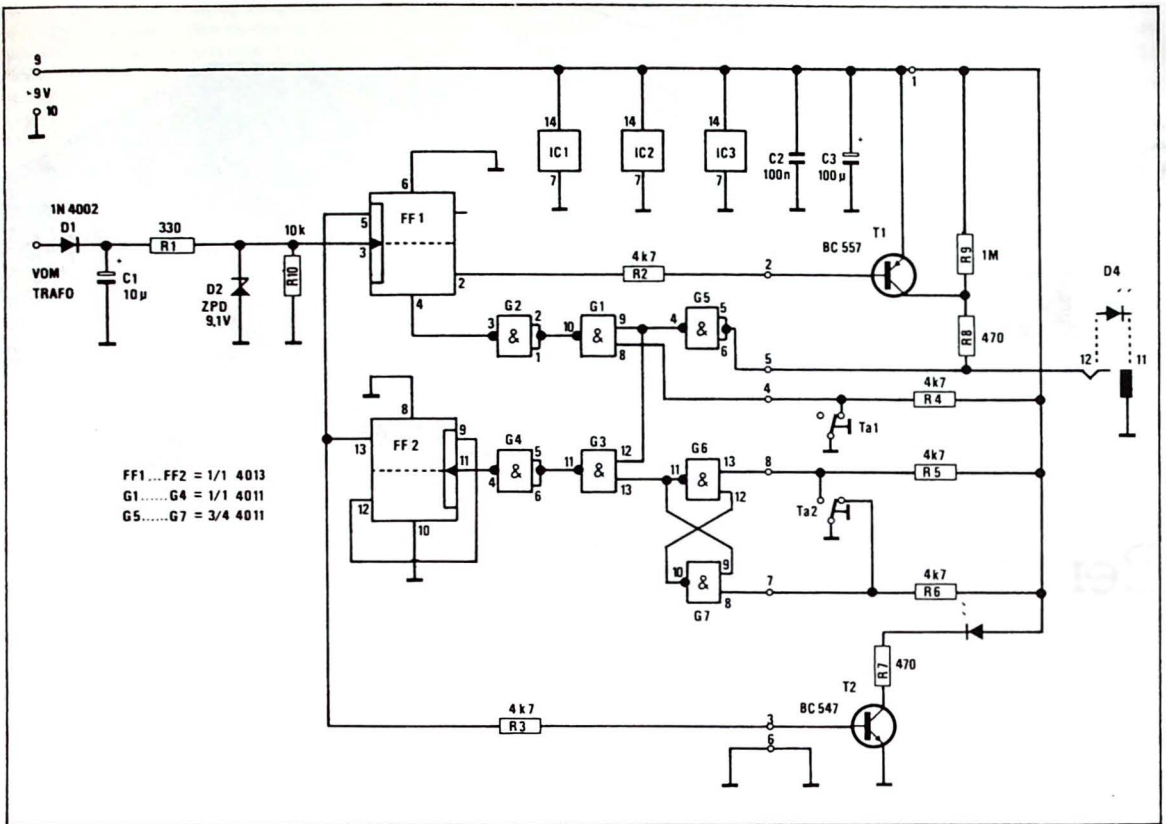 9
9V
10
1
14
IC1
7
14
IC2
7
14
IC3
7
C2
100n
C3
+
100µ
T1
BC 557
R9
1M
D4
1N 4002
D1
330
R1
10k
R10
VOM
TRAFO
+
C1
10µ
D2
ZPD
9,1V
6
5
FF 1
3
2
4
4k7
R2
2
R8
470
12
11
G2
3
&
2
1
G1
10
&
9
8
G5
4
&
5
6
5
4
4k7
R4
Ta1
8
13
FF 2
9
11
12
10
G4
4
&
5
6
G3
11
&
12
13
G6
11
&
13
12
8
4k7
R5
Ta2
10
&
9
8
G7
7
4k7
R6
FF1...FF2 = 1/1 4013
G1......G4 = 1/1 4011
G5......G7 = 3/4 4011
R7
470
T2
BC 547
4k7
R3
3
6